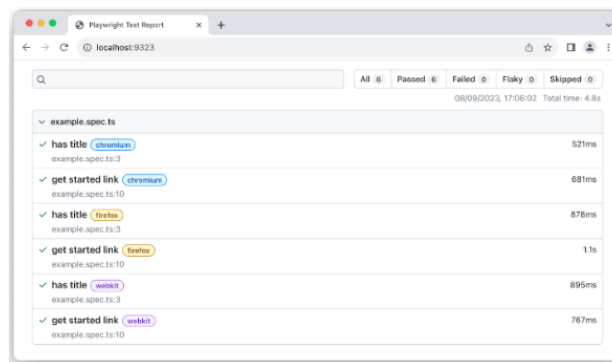 Playwright Test Report
localhost:9323
All 6 Passed 6 Failed 0 Flaky 0 Skipped 0
08/09/2023, 17:06:02 Total time: 4.8s
example.spec.ts
has title chromium 521ms
example.spec.ts:3
get started link chromium 681ms
example.spec.ts:10
has title firefox 878ms
example.spec.ts:3
get started link firefox 1.1s
example.spec.ts:10
has title webkit 895ms
example.spec.ts:3
get started link webkit 767ms
example.spec.ts:10